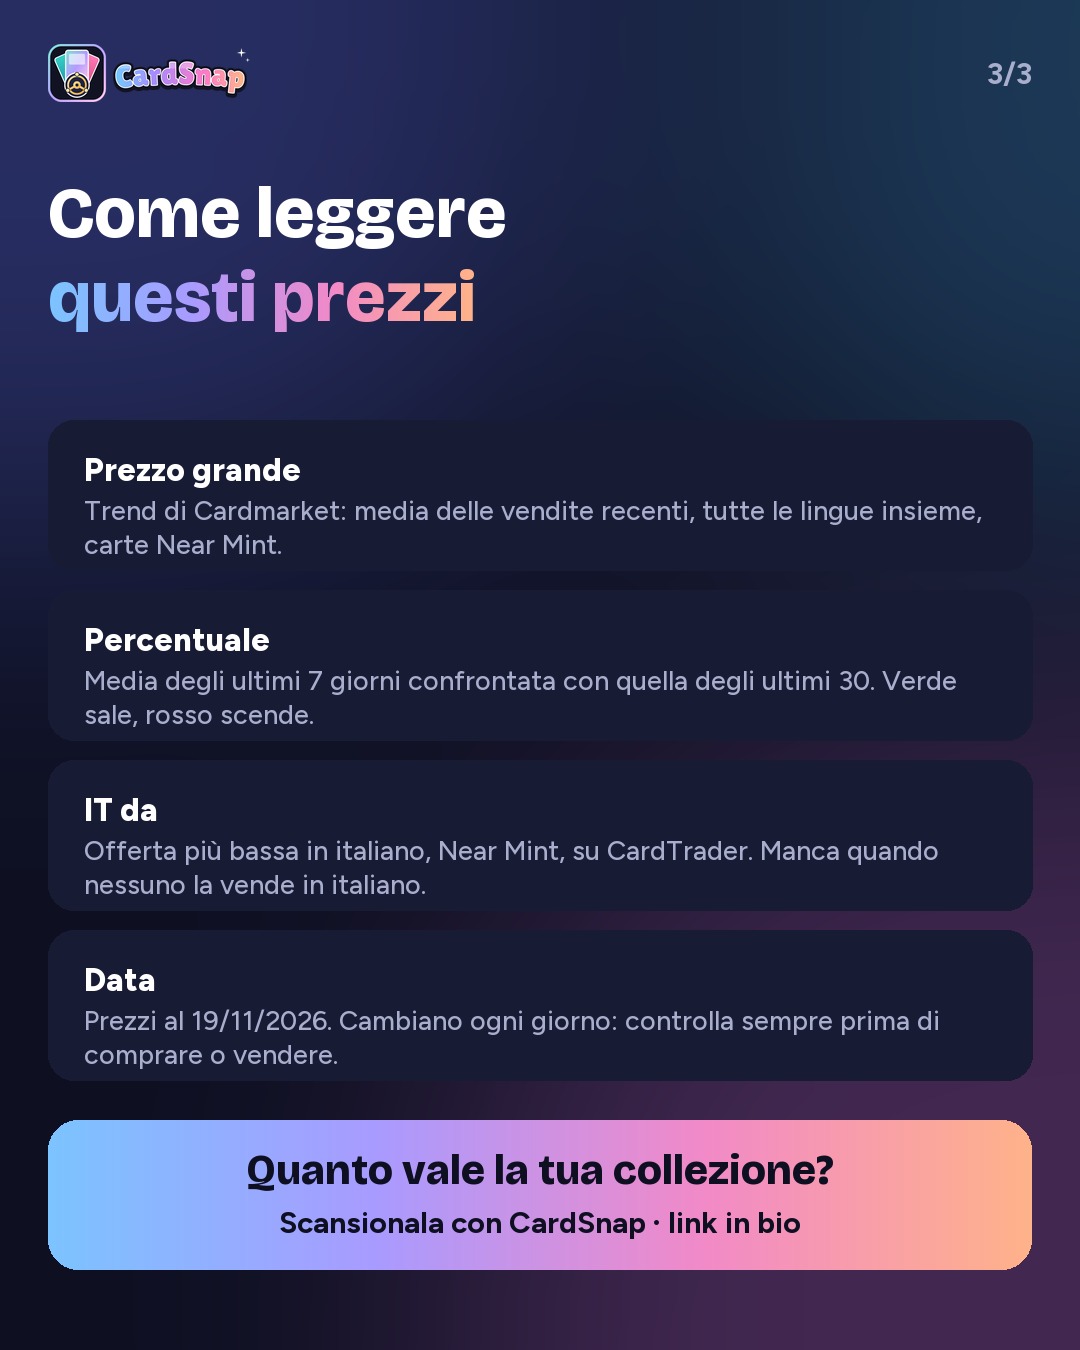 CardSnap
3/3
Come leggere
questi prezzi
Prezzo grande
Trend di Cardmarket: media delle vendite recenti, tutte le lingue insieme,
carte Near Mint.
Percentuale
Media degli ultimi 7 giorni confrontata con quella degli ultimi 30. Verde
sale, rosso scende.
IT da
Offerta più bassa in italiano, Near Mint, su CardTrader. Manca quando
nessuno la vende in italiano.
Data
Prezzi al 19/11/2026. Cambiano ogni giorno: controlla sempre prima di
comprare o vendere.
Quanto vale la tua collezione?
Scansionala con CardSnap · link in bio